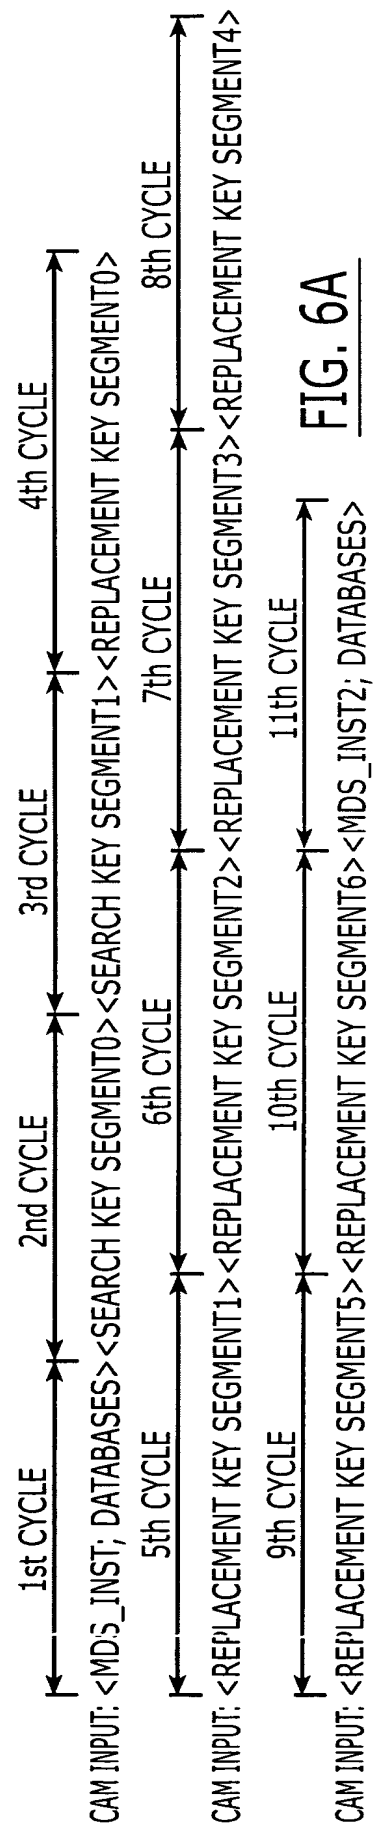 1st CYCLE 2nd CYCLE 3rd CYCLE 4th CYCLE
CAM INPUT: <MDS_INST; DATABASES><SEARCH KEY SEGMENT0><SEARCH KEY SEGMENT1><REPLACEMENT KEY SEGMENT0>
5th CYCLE 6th CYCLE 7th CYCLE 8th CYCLE
CAM INPUT: <REPLACEMENT KEY SEGMENT1><REPLACEMENT KEY SEGMENT2><REPLACEMENT KEY SEGMENT3><REPLACEMENT KEY SEGMENT4>
9th CYCLE 10th CYCLE 11th CYCLE
CAM INPUT: <REPLACEMENT KEY SEGMENT5><REPLACEMENT KEY SEGMENT6><MDS_INST2; DATABASES>
FIG. 6A